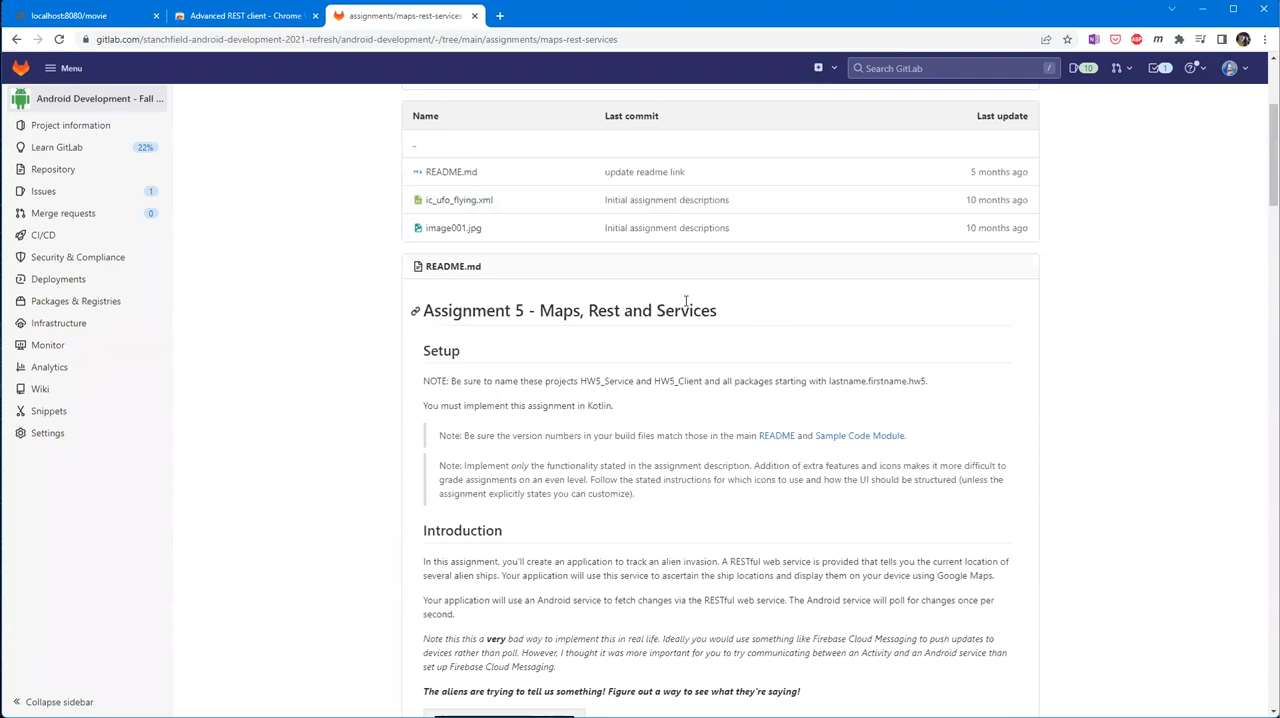 localhost:8080/movie
Advanced REST client - Chrome
assignments/maps-rest-services
gitlab.com/stanchfield-android-development-2021-refresh/android-development/-/tree/main/assignments/maps-rest-services
Menu
Search GitLab
/
10
1
Android Development - Fall ...
Project information
Learn GitLab
22%
Repository
Issues
1
Merge requests
0
CI/CD
Security & Compliance
Deployments
Packages & Registries
Infrastructure
Monitor
Analytics
Wiki
Snippets
Settings
Collapse sidebar
Name Last commit Last update
..
README.md update readme link 5 months ago
ic_ufo_flying.xml Initial assignment descriptions 10 months ago
image001.jpg Initial assignment descriptions 10 months ago
README.md
Assignment 5 - Maps, Rest and Services
Setup
NOTE: Be sure to name these projects HW5_Service and HW5_Client and all packages starting with lastname.firstname.hw5.
You must implement this assignment in Kotlin.
Note: Be sure the version numbers in your build files match those in the main README and Sample Code Module.
Note: Implement only the functionality stated in the assignment description. Addition of extra features and icons makes it more difficult to
grade assignments on an even level. Follow the stated instructions for which icons to use and how the UI should be structured (unless the
assignment explicitly states you can customize).
Introduction
In this assignment, you'll create an application to track an alien invasion. A RESTful web service is provided that tells you the current location of
several alien ships. Your application will use this service to ascertain the ship locations and display them on your device using Google Maps.
Your application will use an Android service to fetch changes via the RESTful web service. The Android service will poll for changes once per
second.
Note this this a very bad way to implement this in real life. Ideally you would use something like Firebase Cloud Messaging to push updates to
devices rather than poll. However, I thought it was more important for you to try communicating between an Activity and an Android service than
set up Firebase Cloud Messaging.
The aliens are trying to tell us something! Figure out a way to see what they're saying!